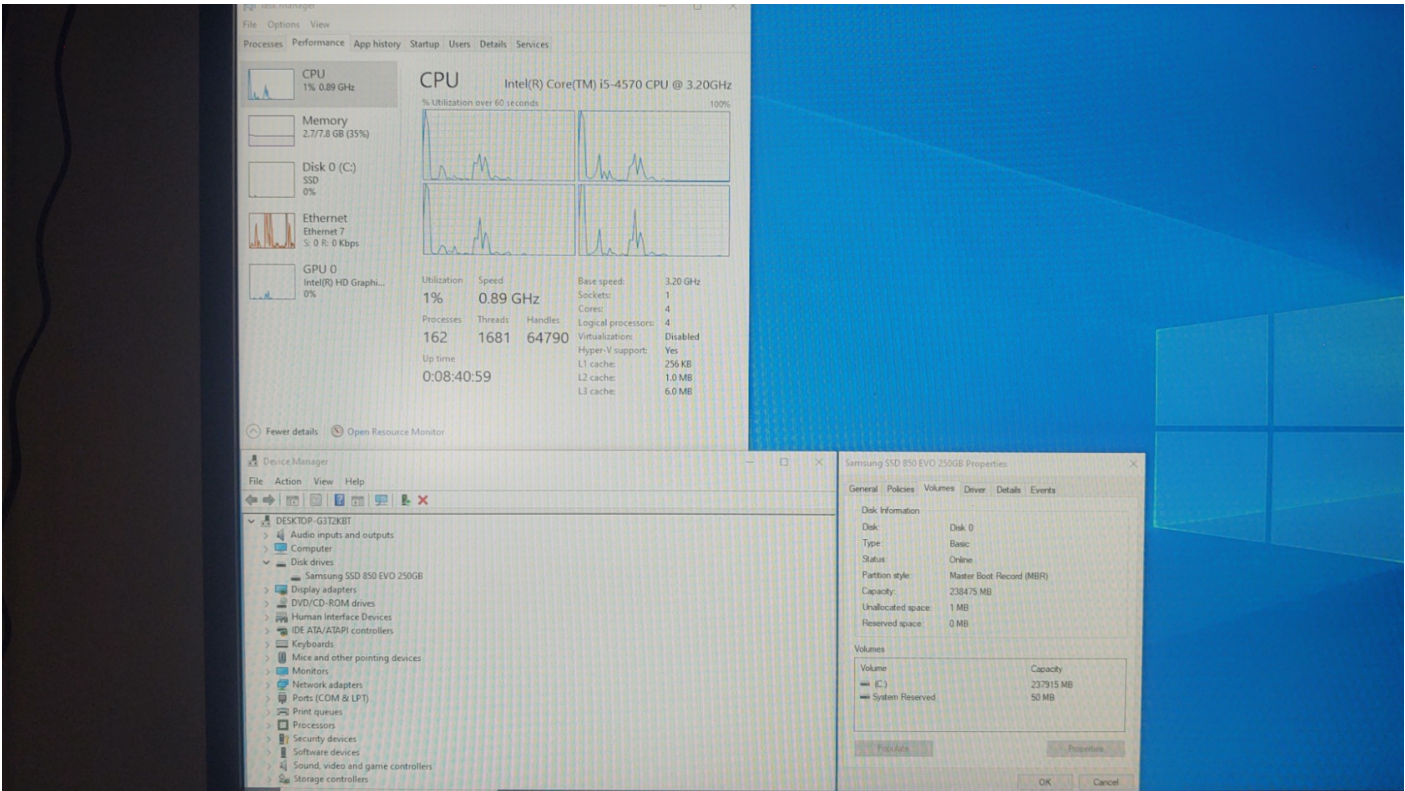 Task Manager
File Options View
Processes Performance App history Startup Users Details Services
CPU
1% 0.89 GHz
Memory
2.7/7.8 GB (35%)
Disk 0 (C:)
SSD
0%
Ethernet
Ethernet 7
S: 0 R: 0 Kbps
GPU 0
Intel(R) HD Graphi...
0%
CPU Intel(R) Core(TM) i5-4570 CPU @ 3.20GHz
% Utilization over 60 seconds 100%
Utilization Speed
1% 0.89 GHz
Processes Threads Handles
162 1681 64790
Up time
0:08:40:59
Base speed: 3.20 GHz
Sockets: 1
Cores: 4
Logical processors: 4
Virtualization: Disabled
Hyper-V support: Yes
L1 cache: 256 KB
L2 cache: 1.0 MB
L3 cache: 6.0 MB
Fewer details Open Resource Monitor
Device Manager
File Action View Help
DESKTOP-G3T2KBT
Audio inputs and outputs
Computer
Disk drives
Samsung SSD 850 EVO 250GB
Display adapters
DVD/CD-ROM drives
Human Interface Devices
IDE ATA/ATAPI controllers
Keyboards
Mice and other pointing devices
Monitors
Network adapters
Ports (COM & LPT)
Print queues
Processors
Security devices
Software devices
Sound, video and game controllers
Storage controllers
Samsung SSD 850 EVO 250GB Properties
General Policies Volumes Driver Details Events
Disk Information
Disk: Disk 0
Type: Basic
Status: Online
Partition style: Master Boot Record (MBR)
Capacity: 238475 MB
Unallocated space: 1 MB
Reserved space: 0 MB
Volumes
Volume Capacity
(C:) 237915 MB
System Reserved 50 MB
Populate Properties
OK Cancel